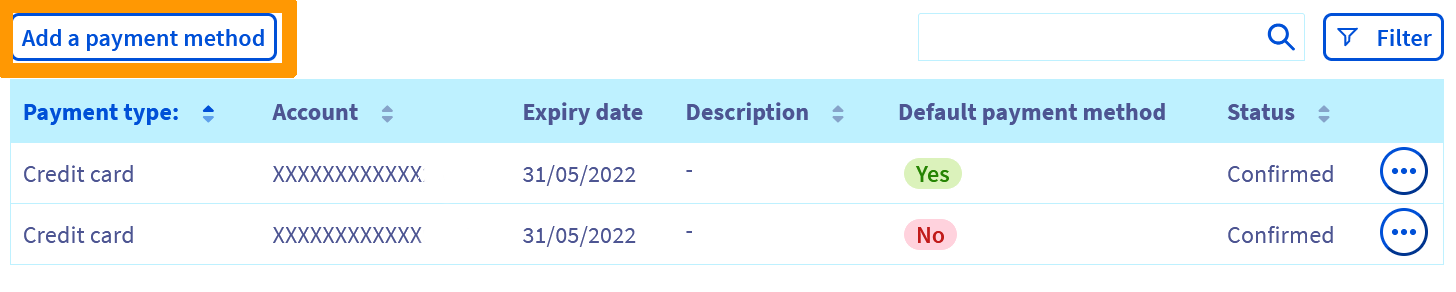 Add a payment method Filter
Payment type: Account Expiry date Description Default payment method Status
Credit card XXXXXXXXXXXX 31/05/2022 - Yes Confirmed
Credit card XXXXXXXXXXXX 31/05/2022 - No Confirmed